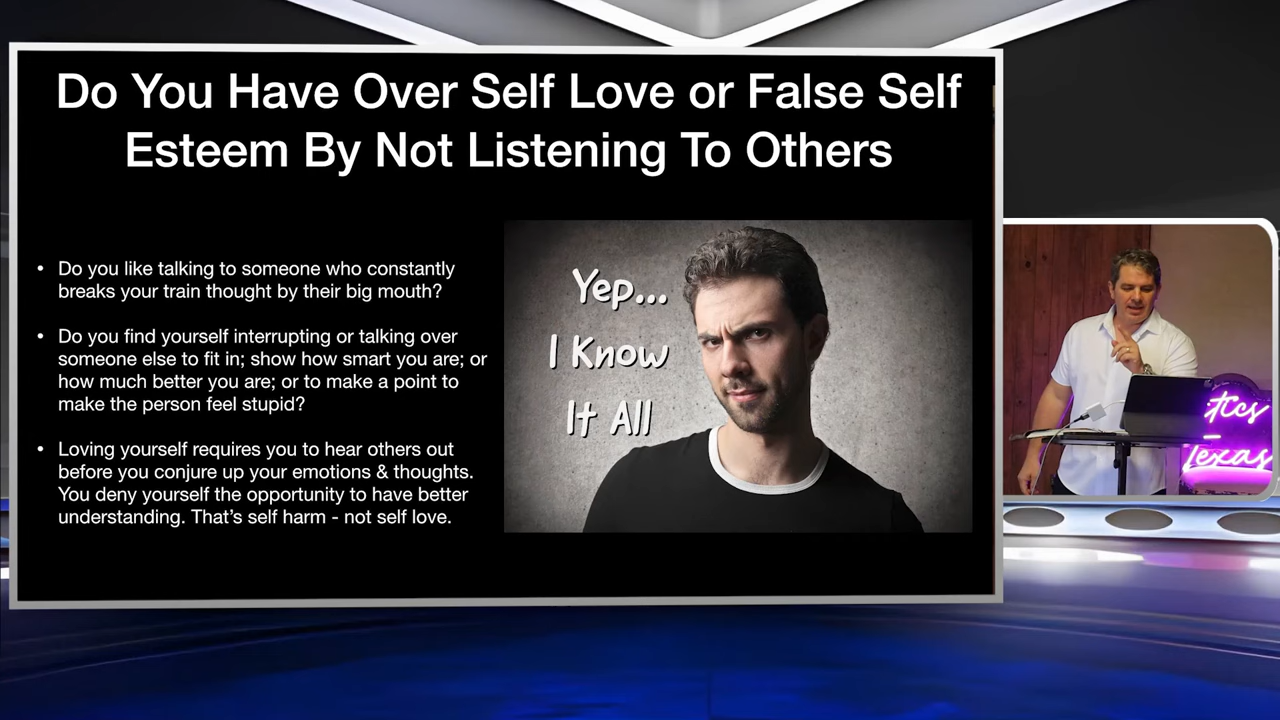 Do You Have Over Self Love or False Self
Esteem By Not Listening To Others
• Do you like talking to someone who constantly
breaks your train thought by their big mouth?
• Do you find yourself interrupting or talking over
someone else to fit in; show how smart you are; or
how much better you are; or to make a point to
make the person feel stupid?
• Loving yourself requires you to hear others out
before you conjure up your emotions & thoughts.
You deny yourself the opportunity to have better
understanding. That’s self harm - not self love.
Yep...
I Know
It All
Texas